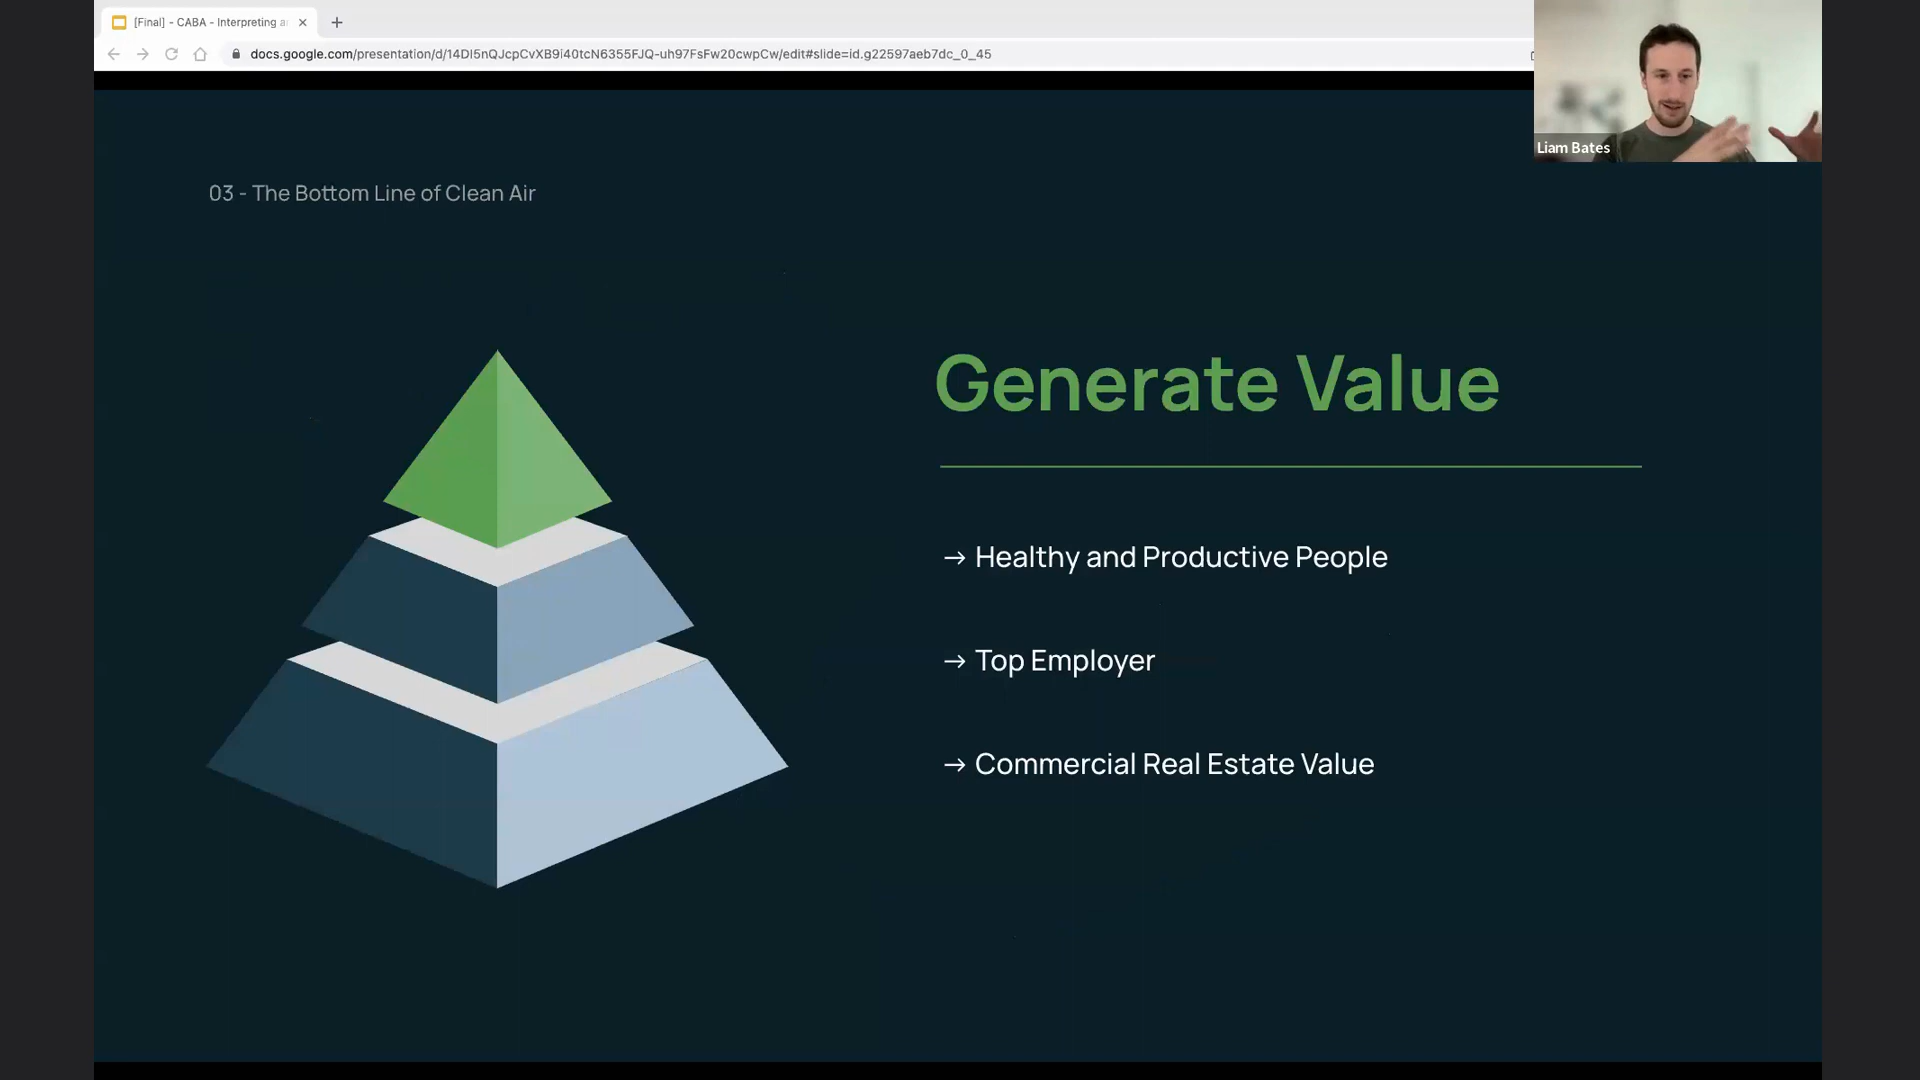 [Final] - CABA - Interpreting a
docs.google.com/presentation/d/14DI5nQJcpCvXB9i40tcN6355FJQ-uh97FsFw20cwpCw/edit#slide=id.g22597aeb7dc_0_45
Liam Bates
03 - The Bottom Line of Clean Air
Generate Value
→ Healthy and Productive People
→ Top Employer
→ Commercial Real Estate Value